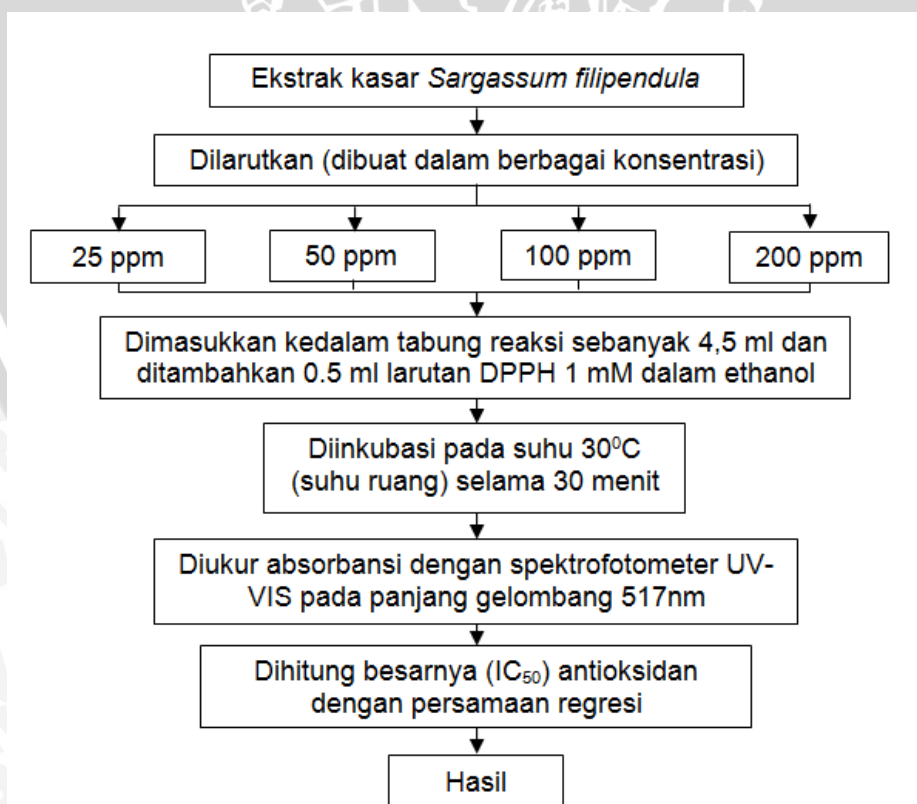 Ekstrak kasar Sargassum filipendula
Dilarutkan (dibuat dalam berbagai konsentrasi)
25 ppm
50 ppm
100 ppm
200 ppm
Dimasukkan kedalam tabung reaksi sebanyak 4,5 ml dan
ditambahkan 0.5 ml larutan DPPH 1 mM dalam ethanol
Diinkubasi pada suhu 30⁰C
(suhu ruang) selama 30 menit
Diukur absorbansi dengan spektrofotometer UV-
VIS pada panjang gelombang 517nm
Dihitung besarnya (IC₅₀) antioksidan
dengan persamaan regresi
Hasil